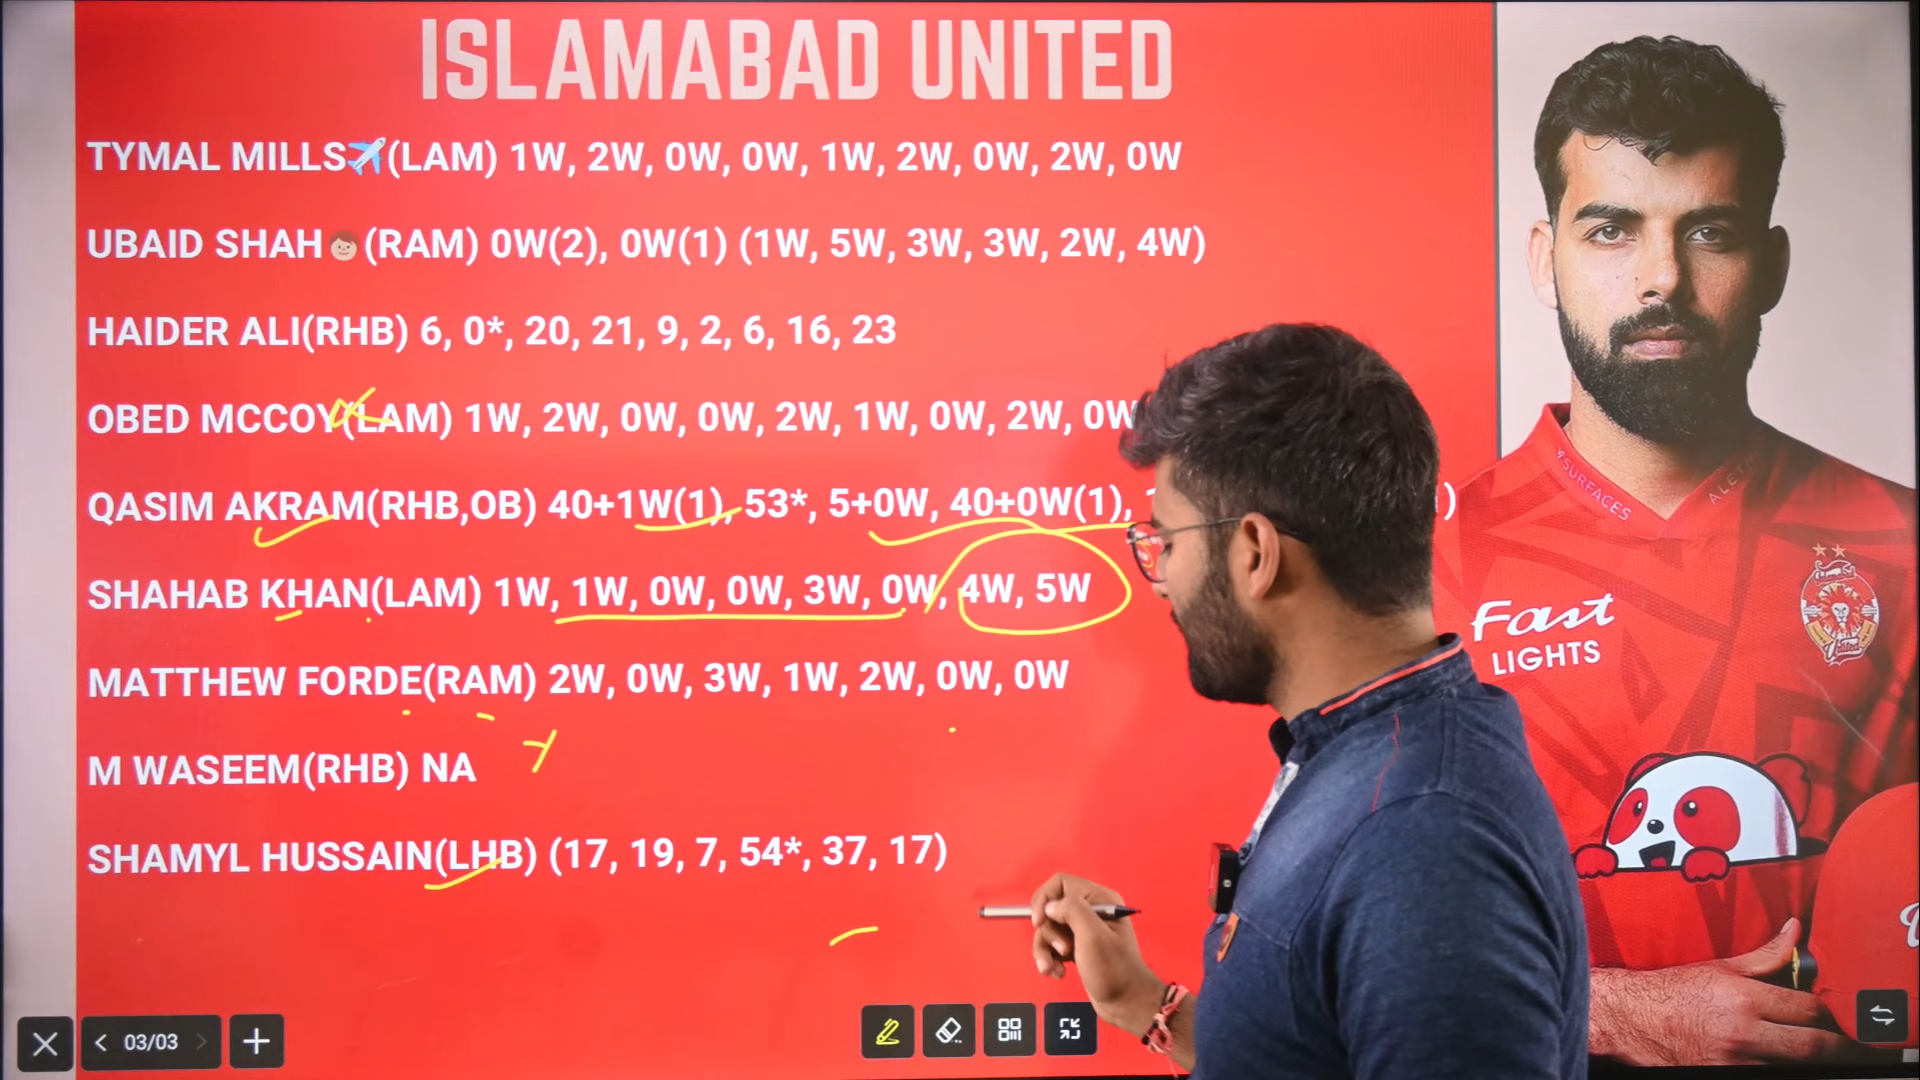 ISLAMABAD UNITED
TYMAL MILLS✈️(LAM) 1W, 2W, 0W, 0W, 1W, 2W, 0W, 2W, 0W
UBAID SHAH👦(RAM) 0W(2), 0W(1) (1W, 5W, 3W, 3W, 2W, 4W)
HAIDER ALI(RHB) 6, 0*, 20, 21, 9, 2, 6, 16, 23
OBED MCCOY(LAM) 1W, 2W, 0W, 0W, 2W, 1W, 0W, 2W, 0W
QASIM AKRAM(RHB,OB) 40+1W(1), 53*, 5+0W, 40+0W(1),
SHAHAB KHAN(LAM) 1W, 1W, 0W, 0W, 3W, 0W, 4W, 5W
MATTHEW FORDE(RAM) 2W, 0W, 3W, 1W, 2W, 0W, 0W
M WASEEM(RHB) NA
SHAMYL HUSSAIN(LHB) (17, 19, 7, 54*, 37, 17)
SURFACES
Fast
LIGHTS
United
03/03